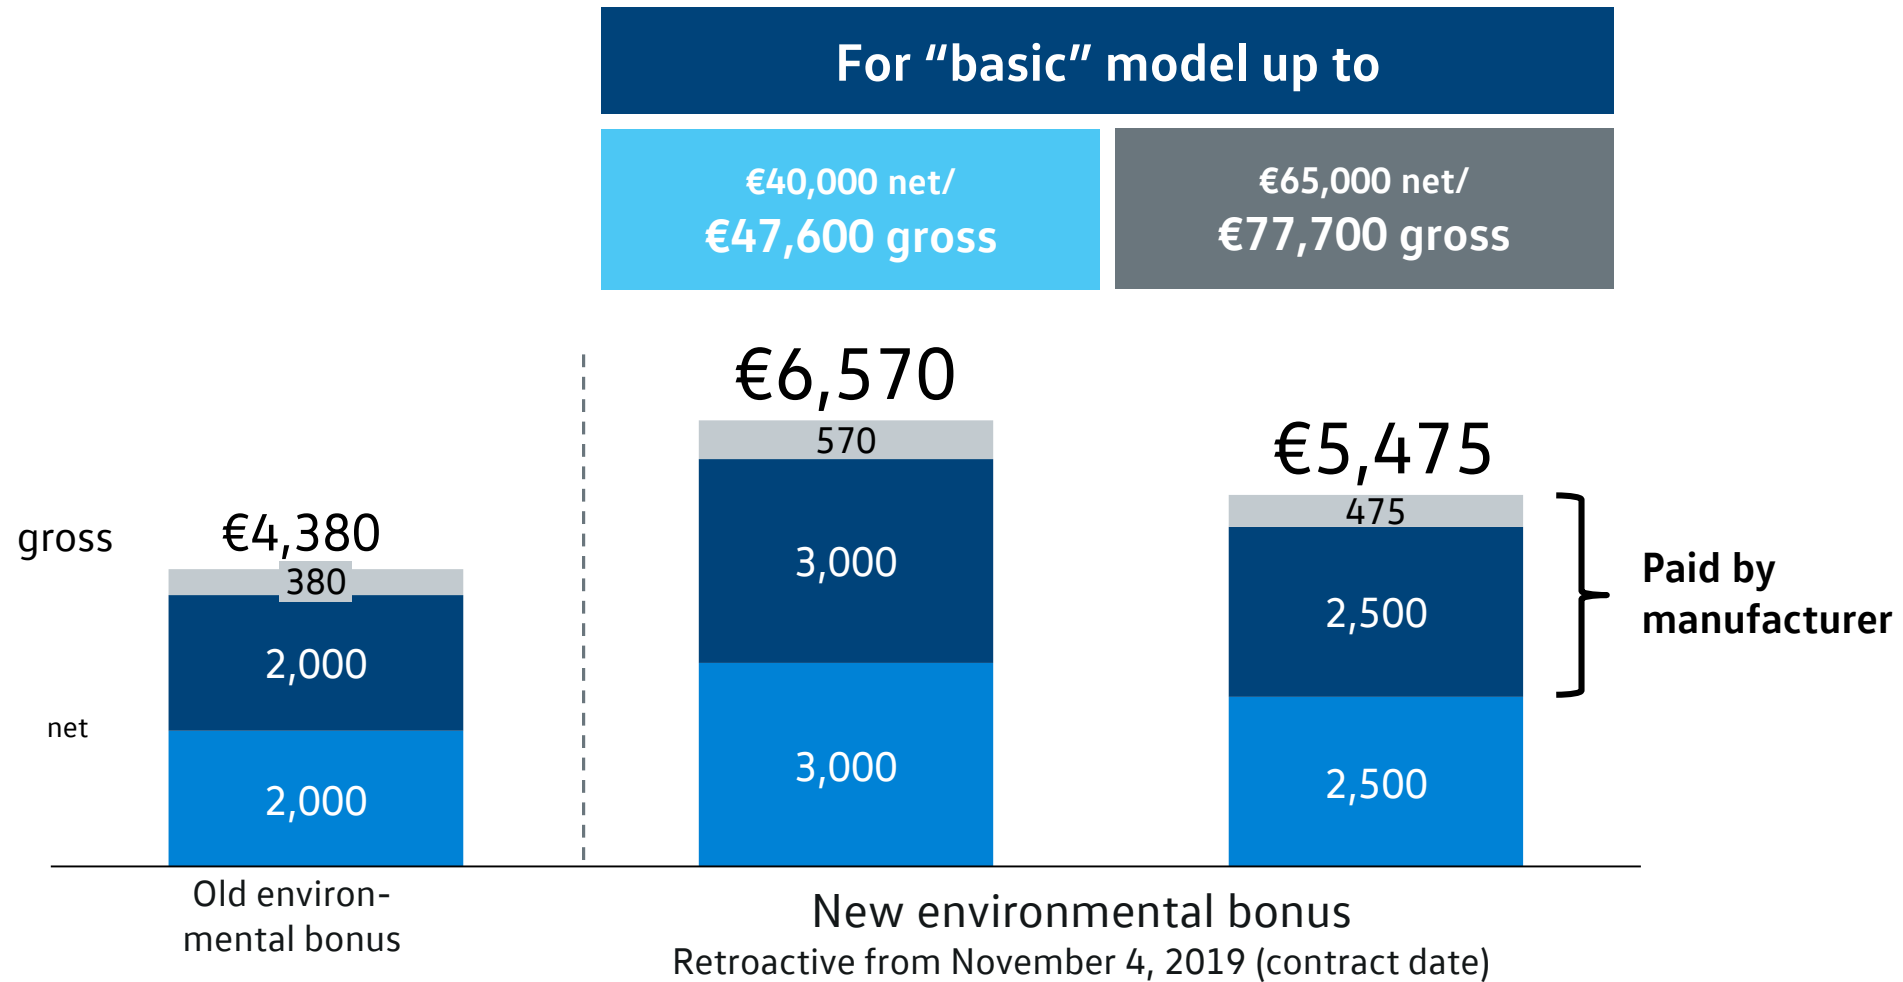 For “basic” model up to
€40,000 net/
€47,600 gross
€65,000 net/
€77,700 gross
gross
€4,380
380
2,000
net
2,000
€6,570
570
3,000
3,000
€5,475
475
2,500
2,500
Paid by
manufacturer
Old environ-
mental bonus
New environmental bonus
Retroactive from November 4, 2019 (contract date)